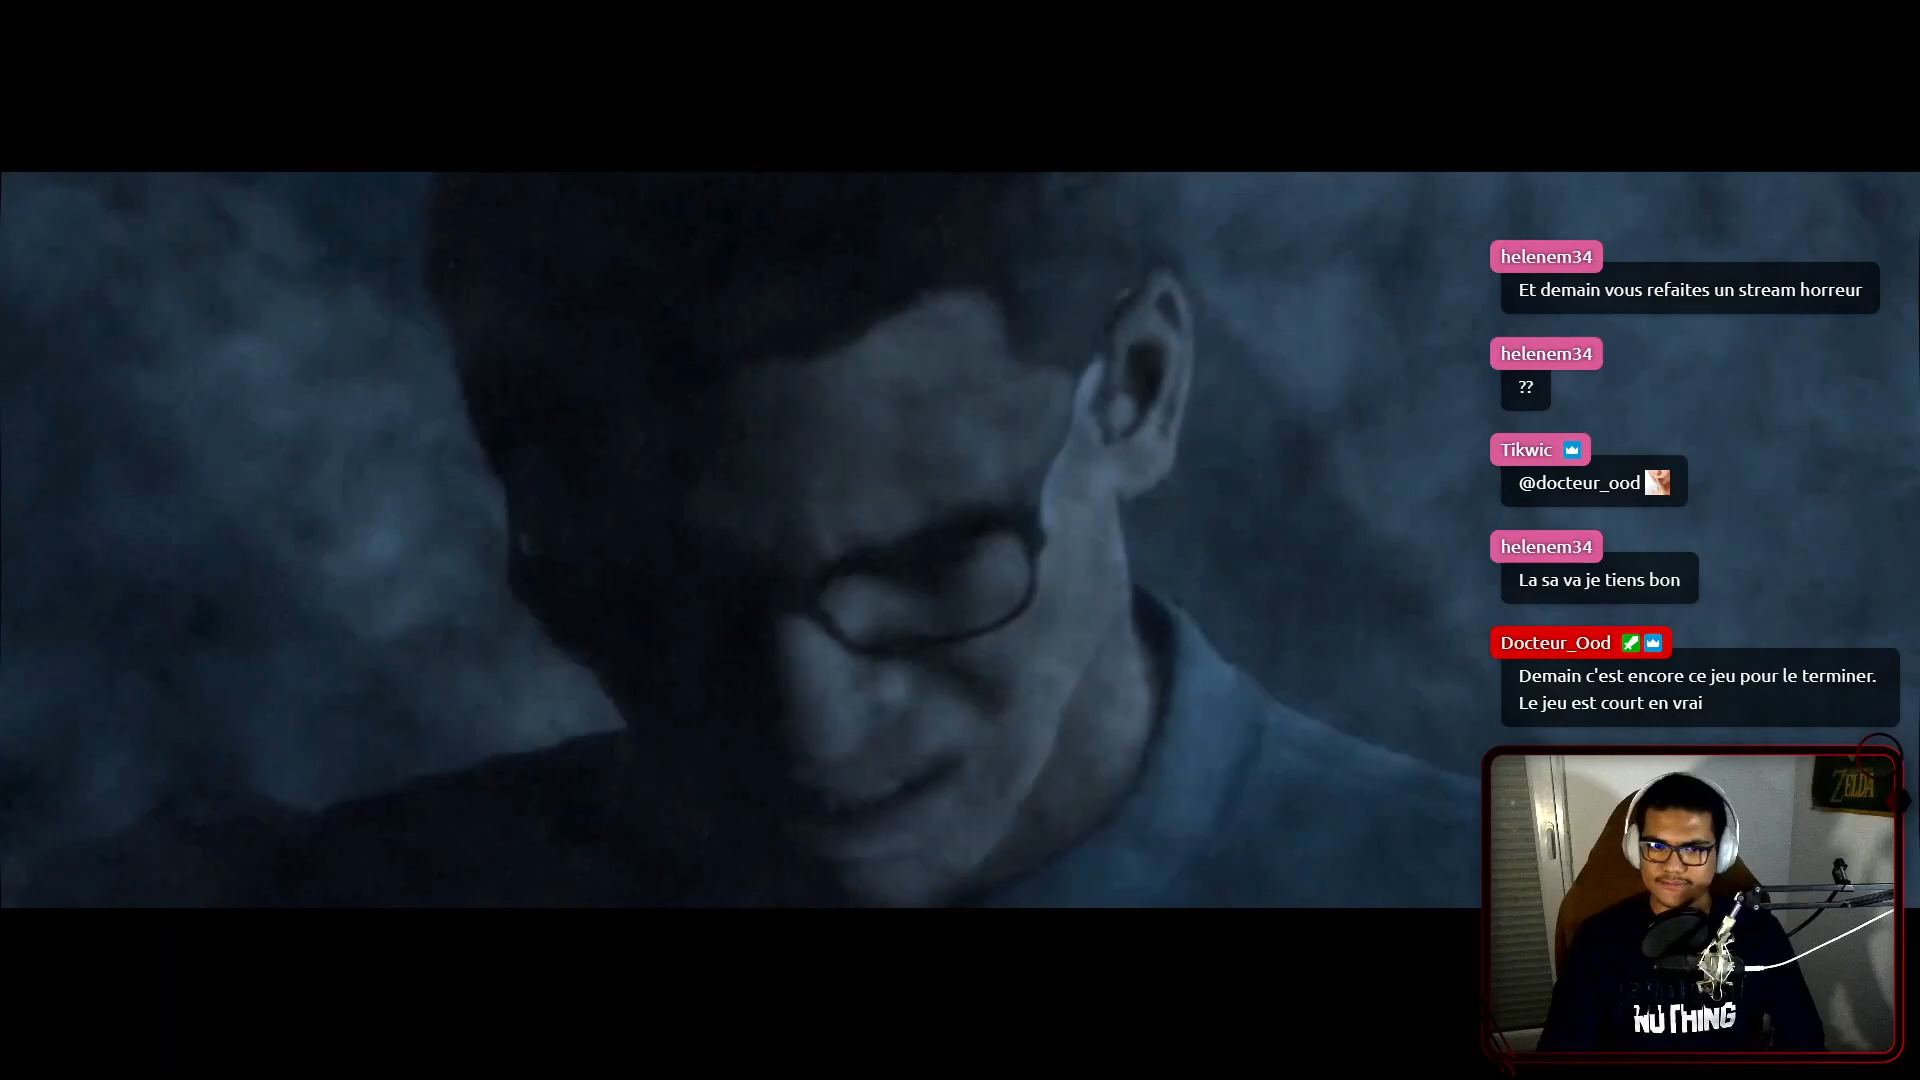 helenem34
Et demain vous refaites un stream horreur
helenem34
??
Tikwic
@docteur_ood
helenem34
La sa va je tiens bon
Docteur_Ood
Demain c'est encore ce jeu pour le terminer.
Le jeu est court en vrai
ZELDA
NOTHING